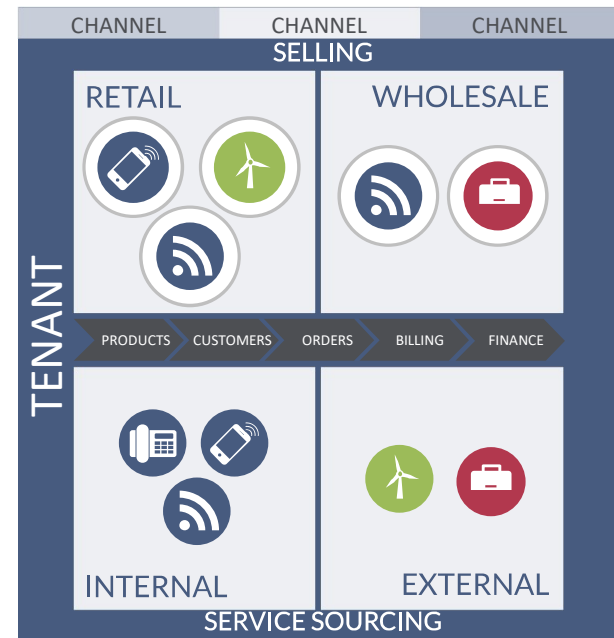 CHANNEL CHANNEL CHANNEL
SELLING
RETAIL WHOLESALE
TENANT
PRODUCTS CUSTOMERS ORDERS BILLING FINANCE
INTERNAL EXTERNAL
SERVICE SOURCING